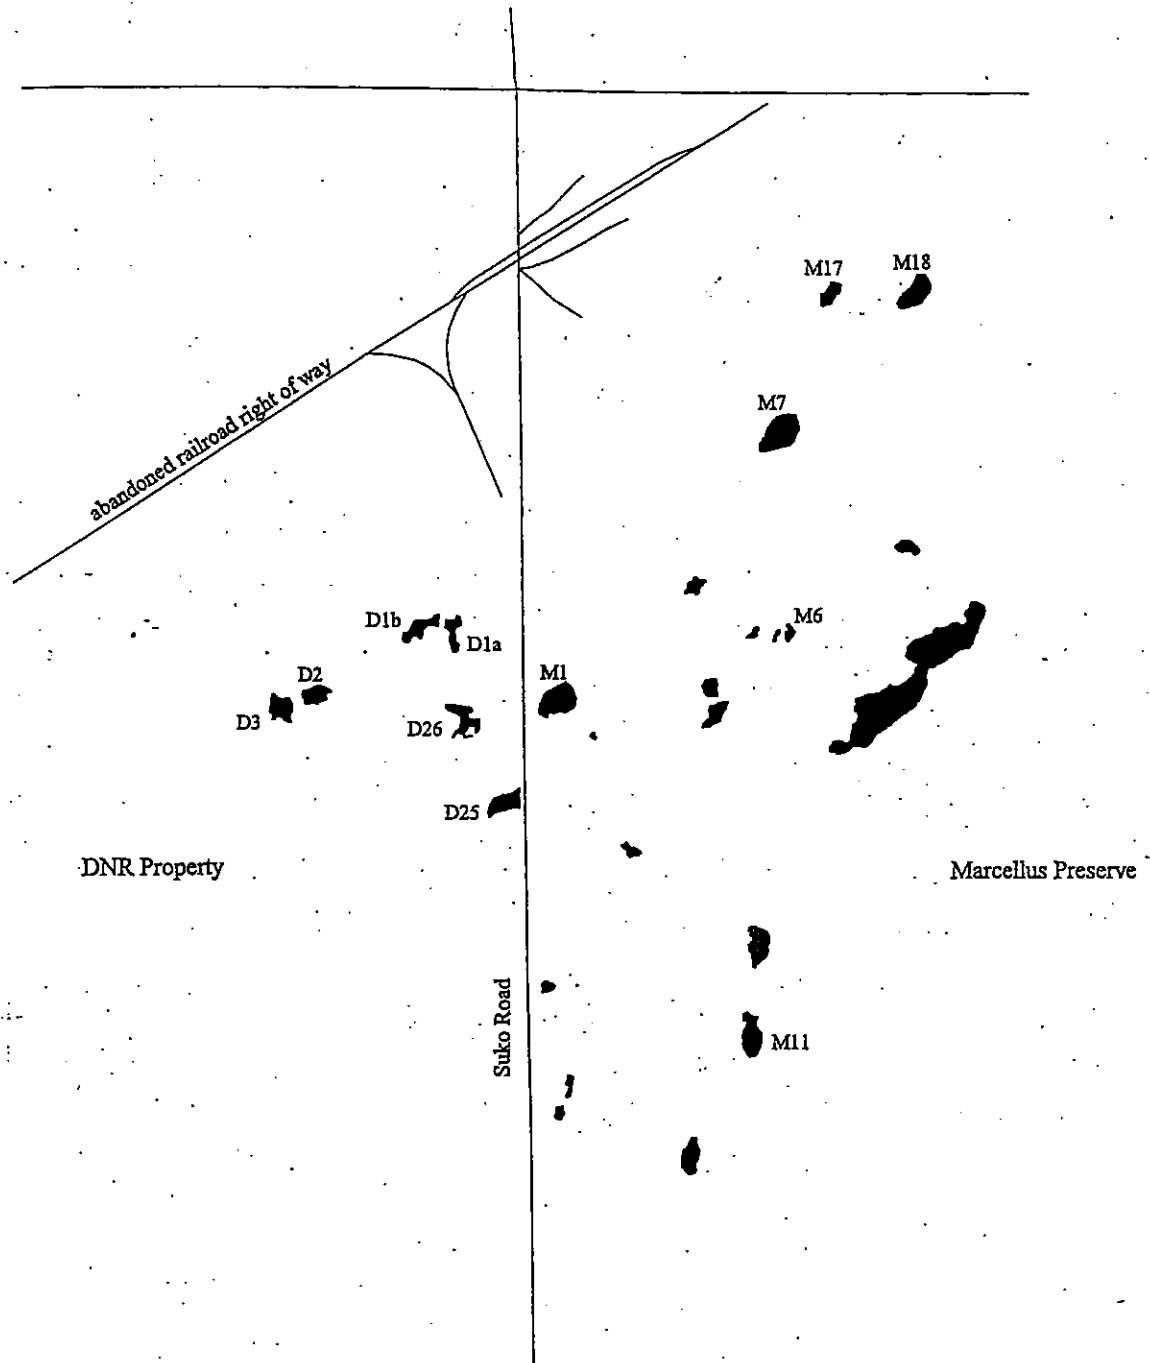 M17
M18
M7
abandoned railroad right of way
D1b
D1a
M6
D2
M1
D3
D26
D25
DNR Property
Marcellus Preserve
Suko Road
M11